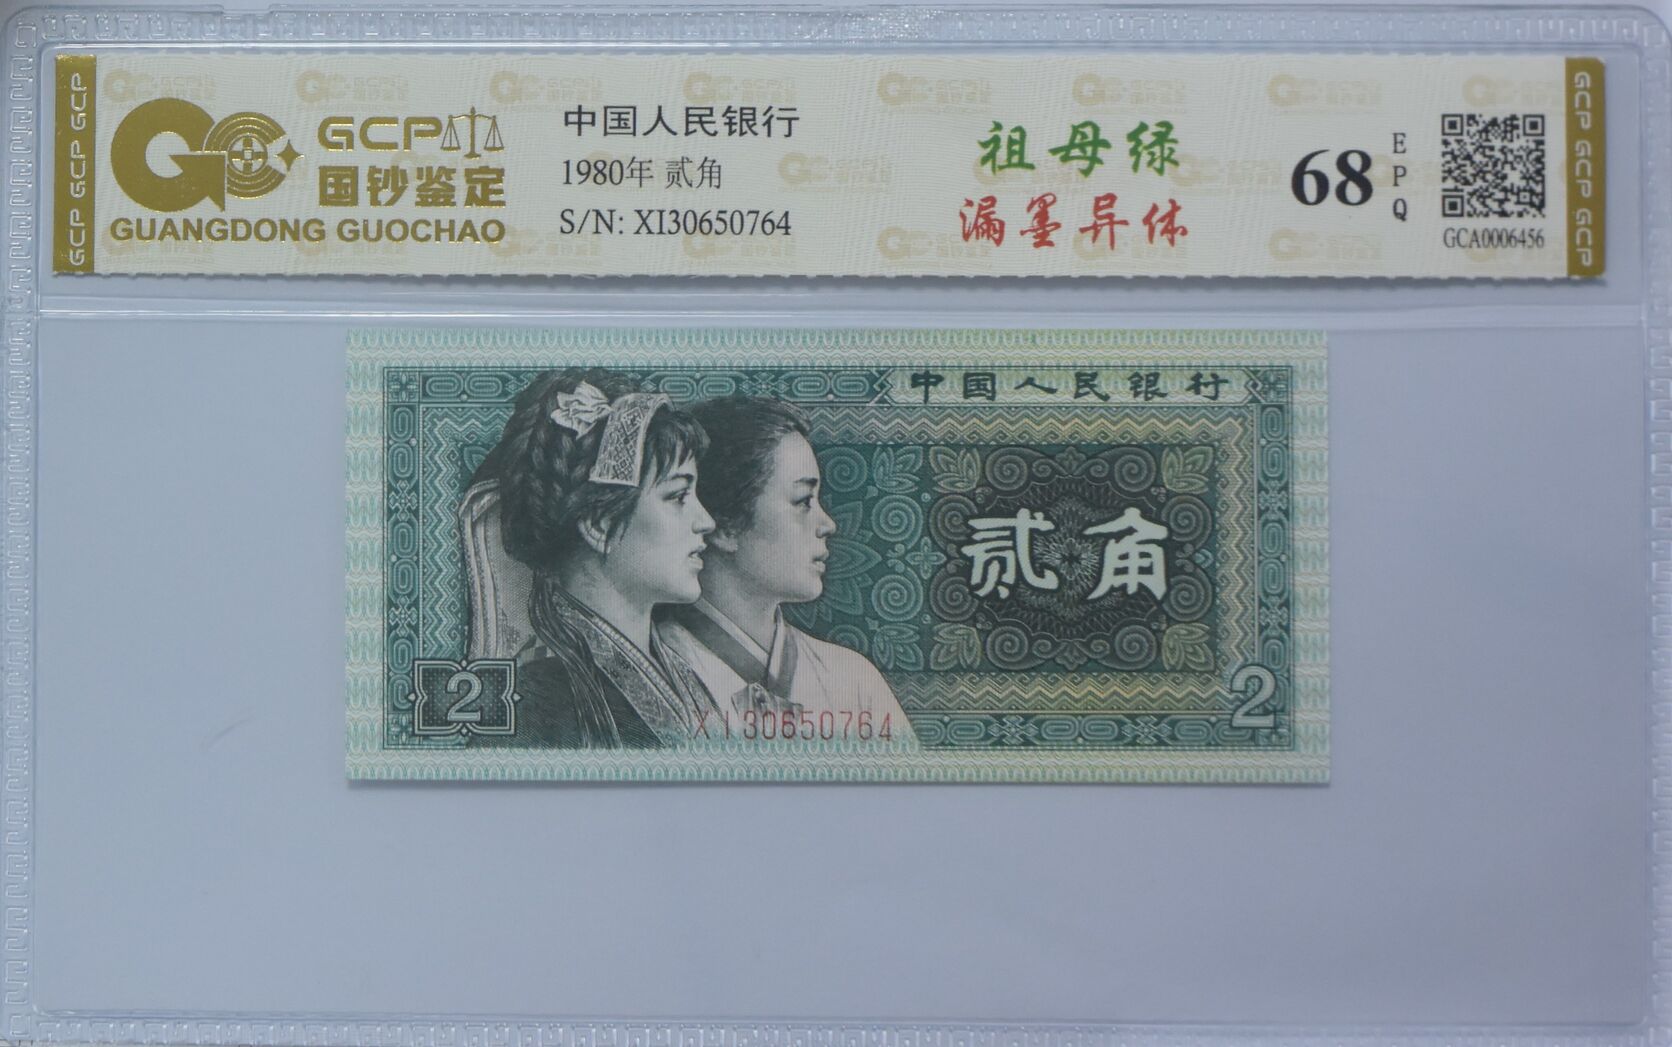 GCP GCP GCP
GCP
国钞鉴定
GUANGDONG GUOCHAO
中国人民银行
1980年 贰角
S/N: XI30650764
祖母绿
漏墨异体
68
EPQ
GCA0006456
GCP GCP GCP
中国人民银行
贰角
2
2
XI30650764